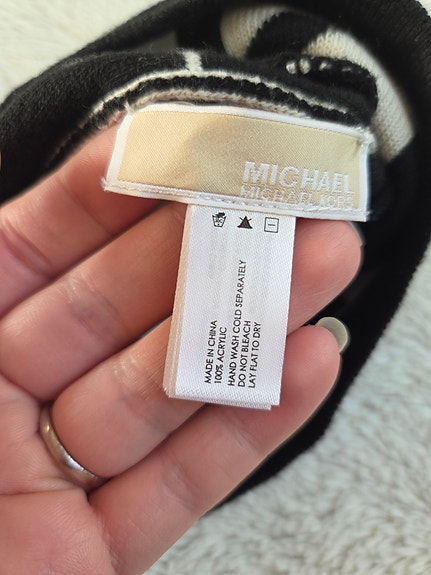 MICHAEL
MICHAEL KORS
MADE IN CHINA
100% ACRYLIC
HAND WASH COLD SEPARATELY
DO NOT BLEACH
LAY FLAT TO DRY